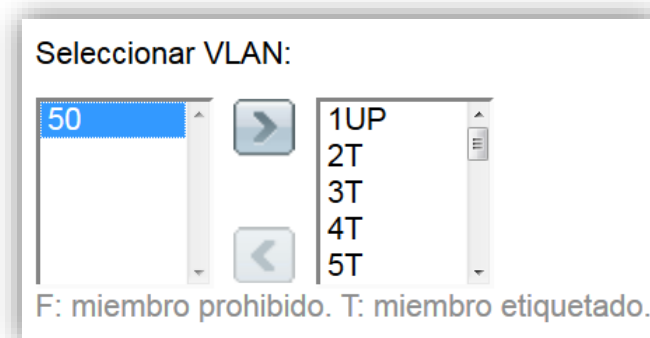 Seleccionar VLAN:
50
1UP
2T
3T
4T
5T
F: miembro prohibido. T: miembro etiquetado.